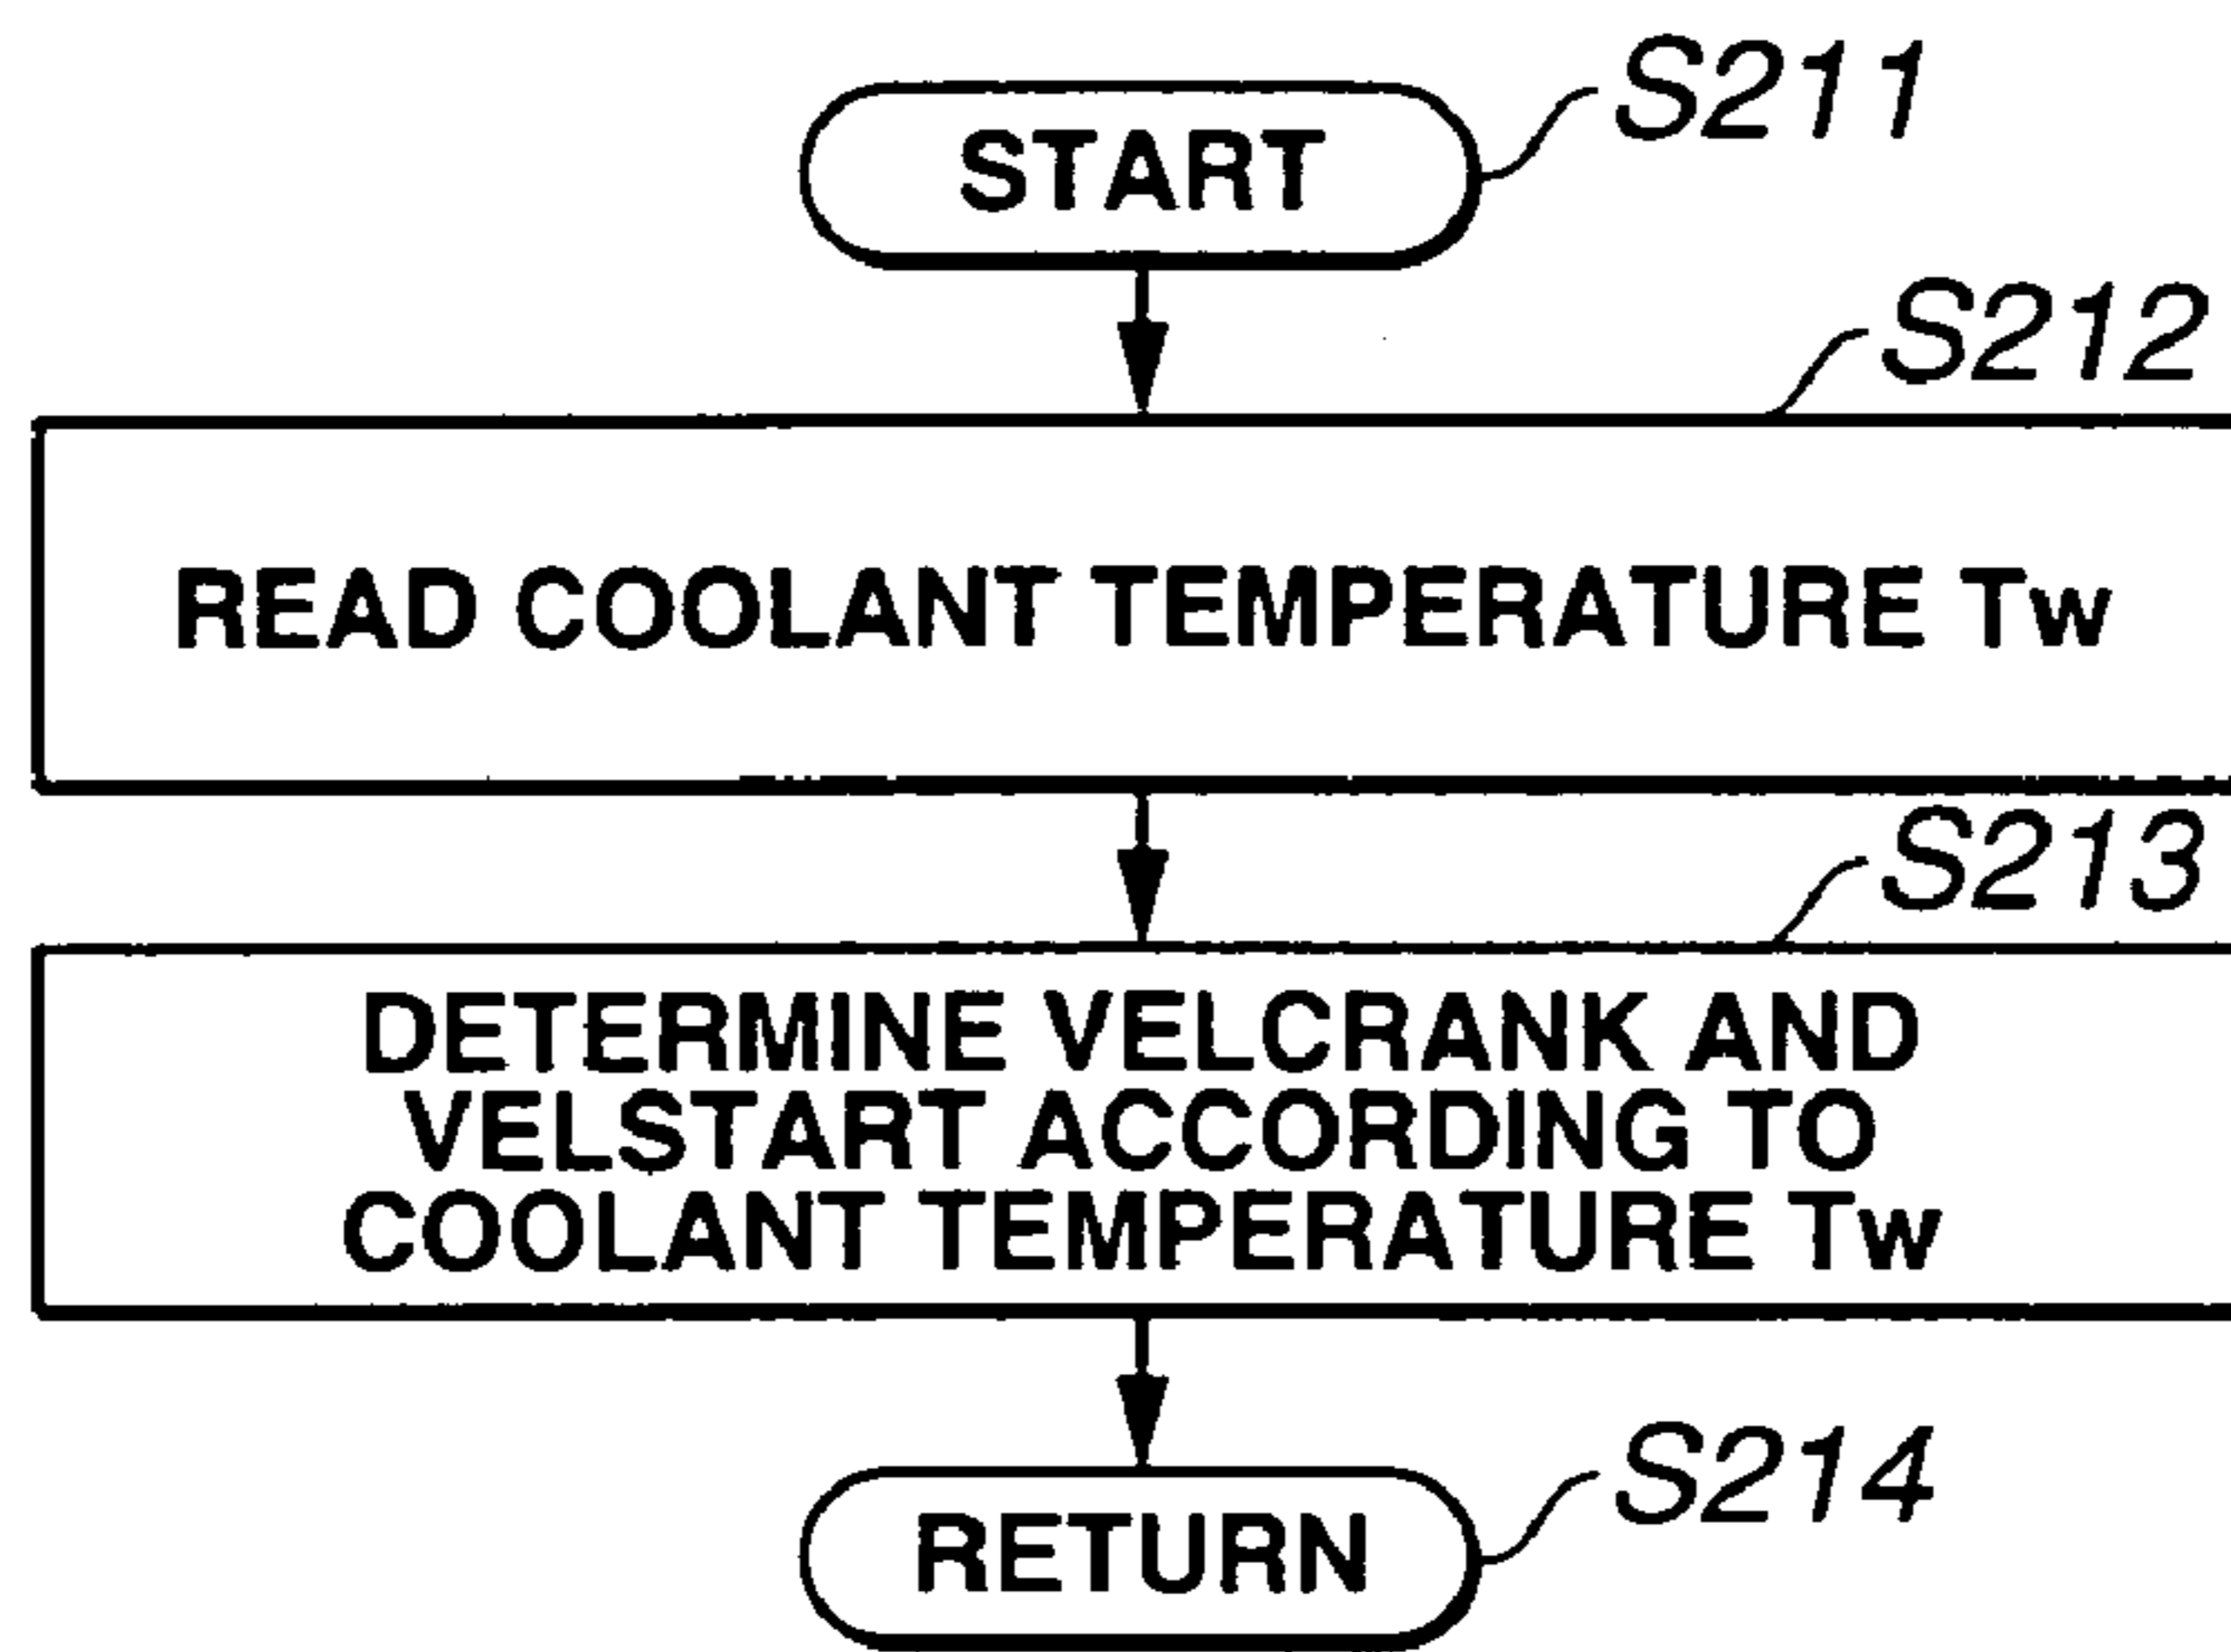 START
S211
S212
READ COOLANT TEMPERATURE Tw
S213
DETERMINE VELCRANK AND
VELSTART ACCORDING TO
COOLANT TEMPERATURE Tw
RETURN
S214